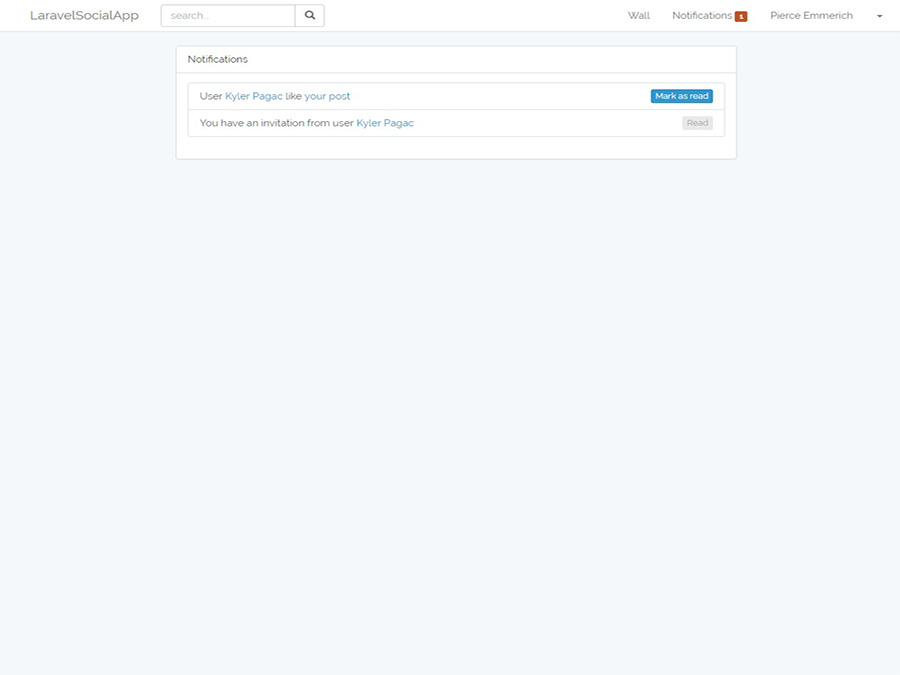 LaravelSocialApp search... Wall Notifications 1 Pierce Emmerich
Notifications
User Kyler Pagac like your post Mark as read
You have an invitation from user Kyler Pagac Read